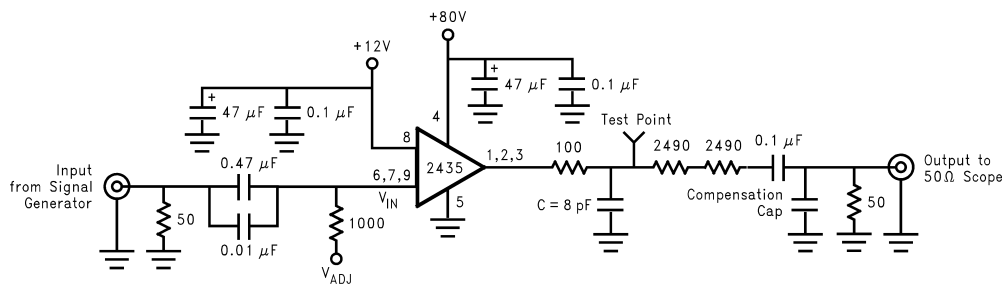 +80V
+12V
+
47 μF
0.1 μF
+
47 μF
0.1 μF
4
8
2435
1,2,3
6,7,9
V_IN
5
Input
from Signal
Generator
50
0.47 μF
0.01 μF
1000
V_ADJ
100
Test Point
C = 8 pF
2490
2490
0.1 μF
Compensation
Cap
50
Output to
50Ω Scope